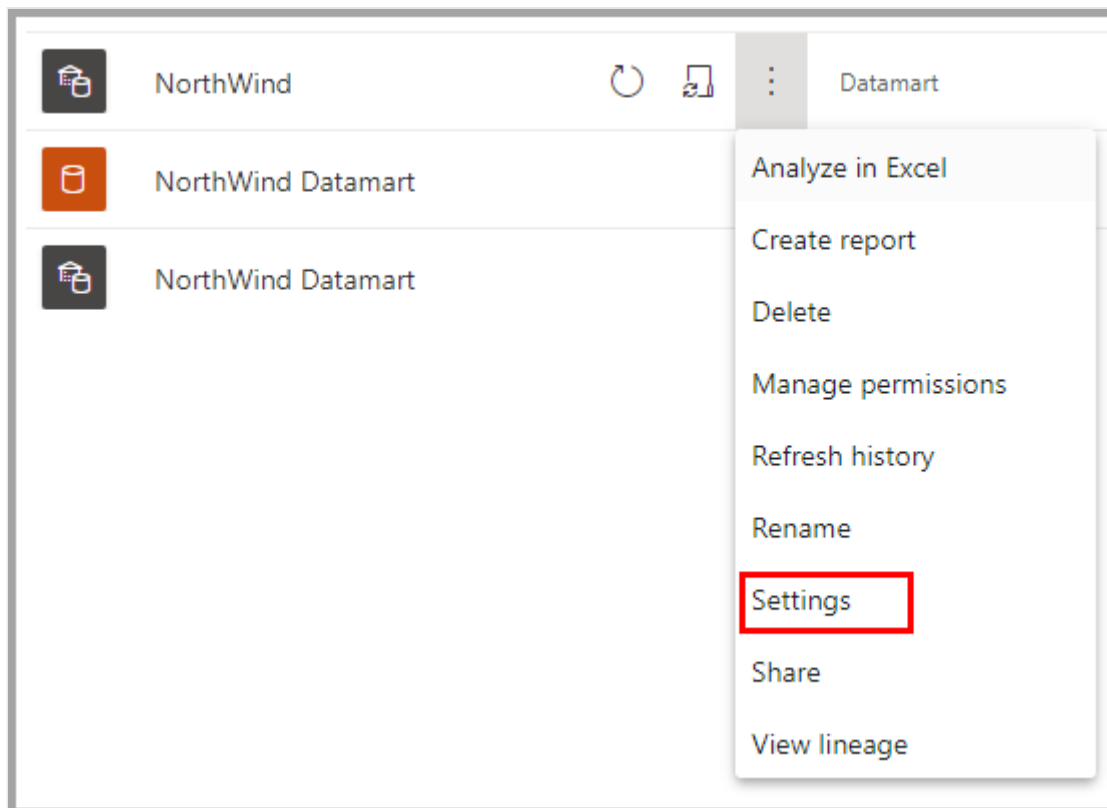 NorthWind
Datamart
NorthWind Datamart
NorthWind Datamart
Analyze in Excel
Create report
Delete
Manage permissions
Refresh history
Rename
Settings
Share
View lineage